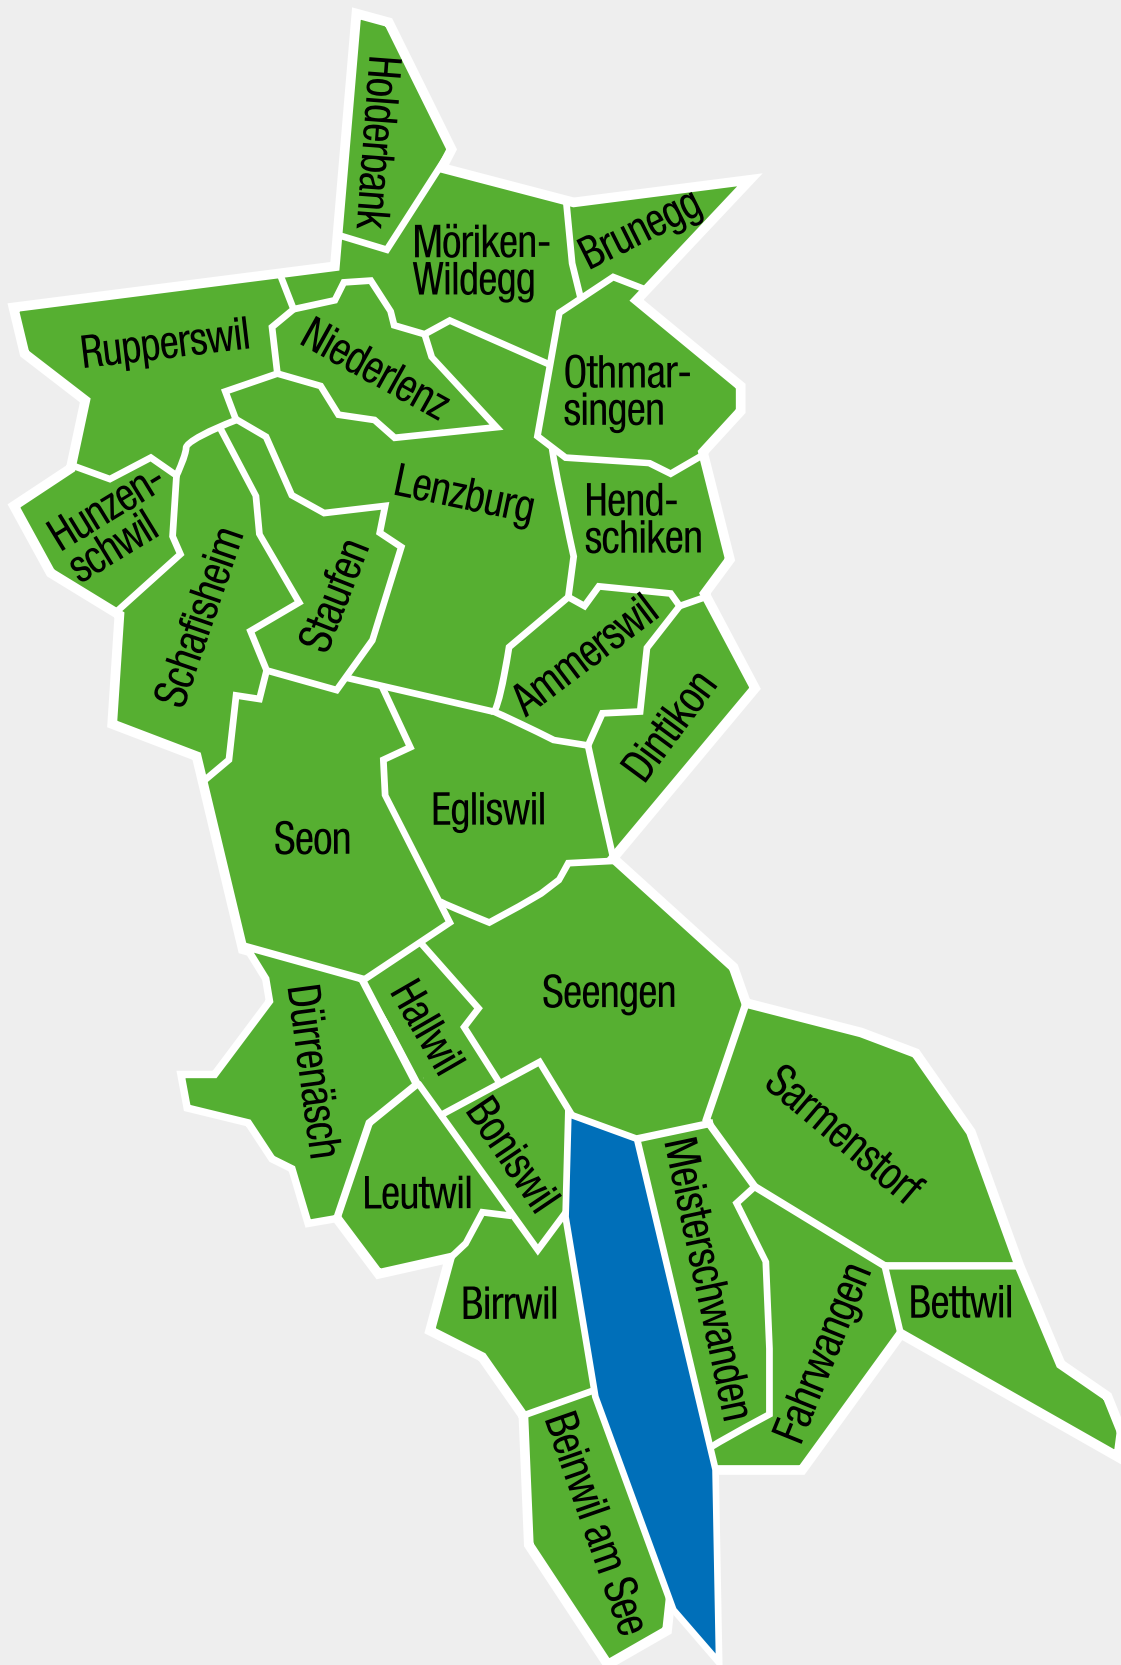 Holderbank
Möriken-
Wildegg
Brunegg
Rupperswil
Niederlenz
Othmar-
singen
Lenzburg
Hunzen-
schwil
Hend-
schiken
Schafisheim
Staufen
Ammerswil
Dintikon
Egliswil
Seon
Seengen
Dürrenäsch
Hallwil
Boniswil
Sarmenstorf
Leutwil
Meisterschwanden
Birrwil
Fahrwangen
Bettwil
Beinwil am See